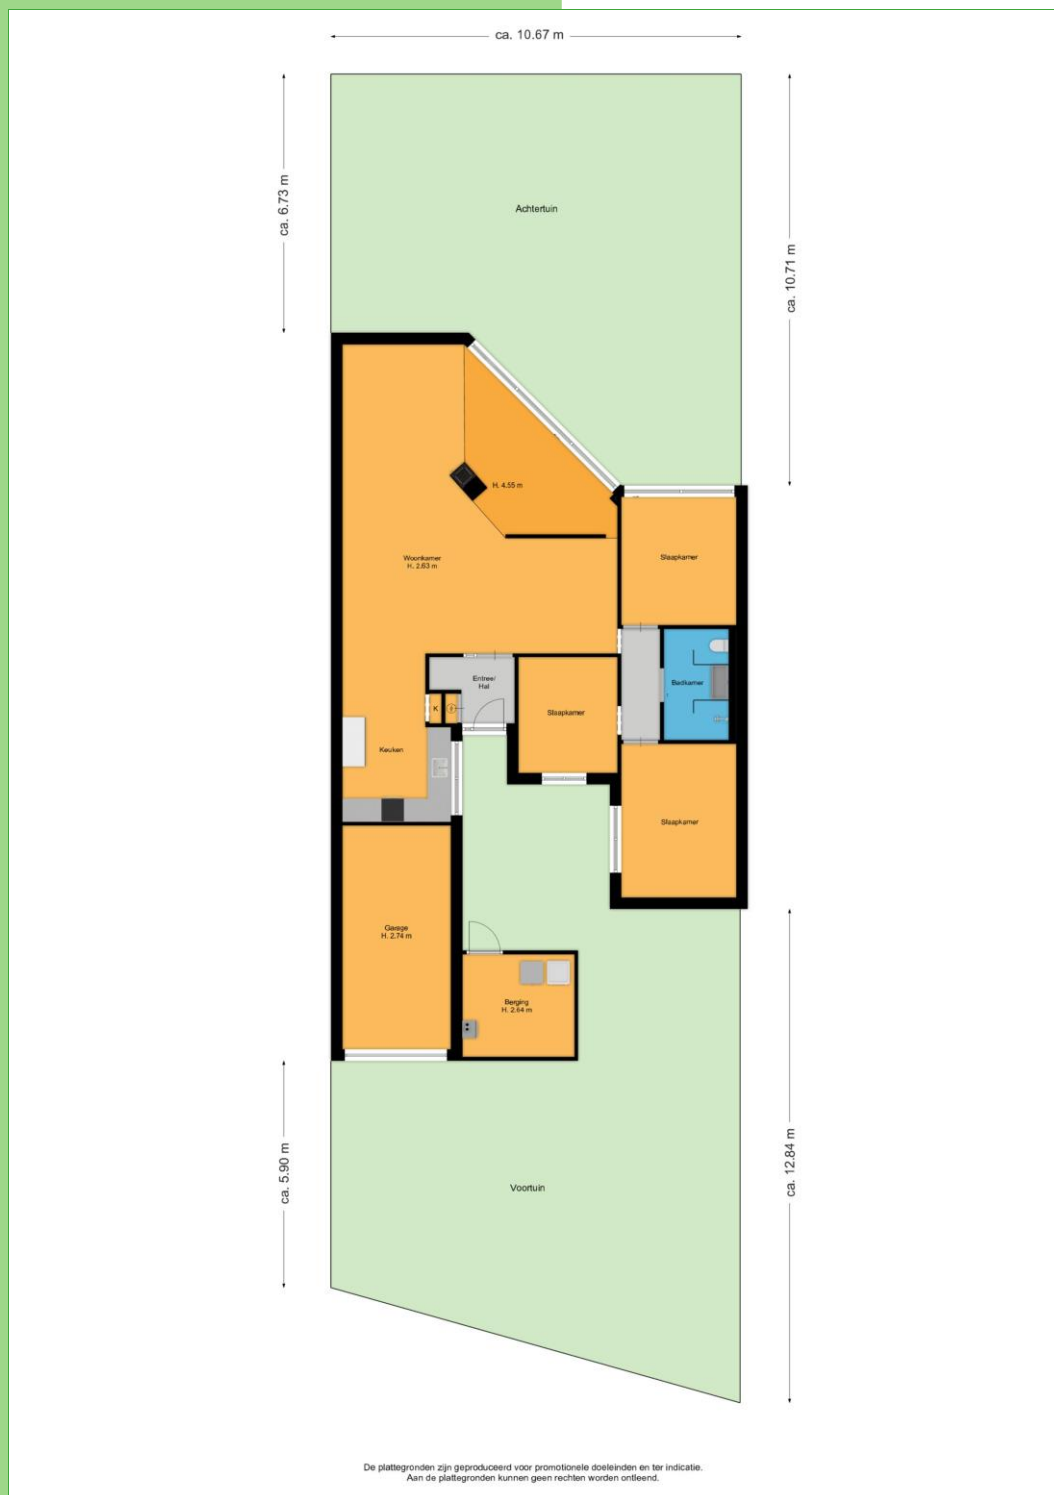 ca. 10.67 m
ca. 6.73 m
Achtertuin
ca. 10.71 m
H. 4.55 m
Woonkamer
H. 2.63 m
Slaapkamer
Entree/
Hal
Badkamer
K
Slaapkamer
Keuken
Slaapkamer
Garage
H. 2.74 m
Berging
H. 2.64 m
ca. 5.90 m
ca. 12.84 m
Voortuin
De plattegronden zijn geproduceerd voor promotionele doeleinden en ter indicatie.
Aan de plattegronden kunnen geen rechten worden ontleend.